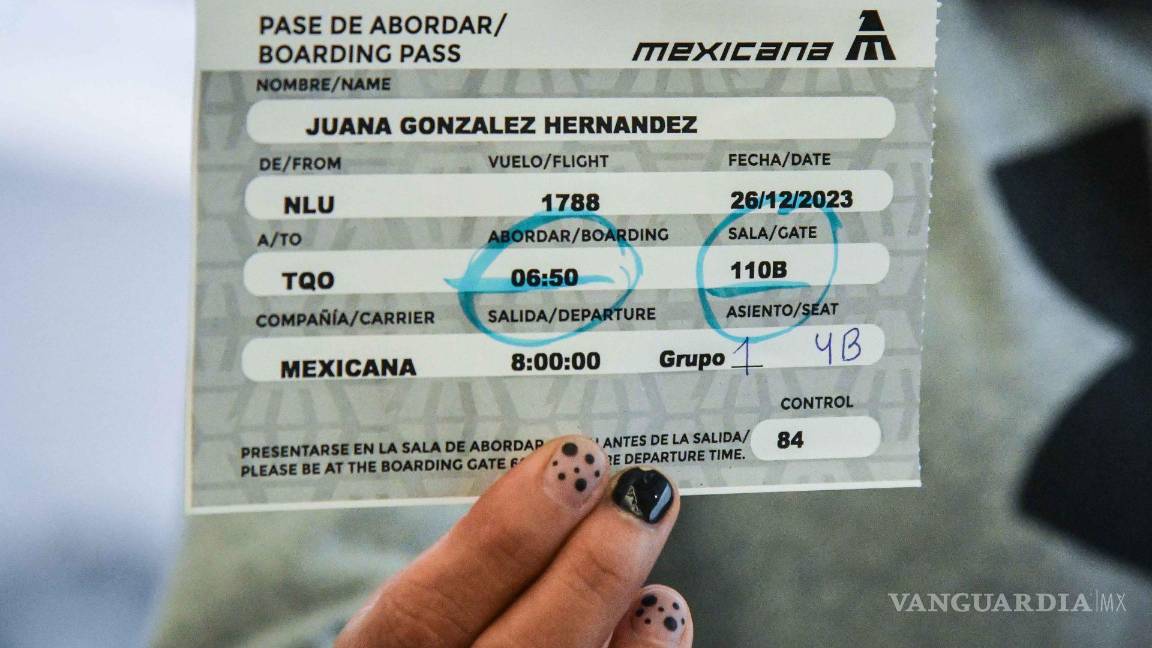 PASE DE ABORDAR/
BOARDING PASS
mexicana
NOMBRE/NAME
JUANA GONZALEZ HERNANDEZ
DE/FROM VUELO/FLIGHT FECHA/DATE
NLU 1788 26/12/2023
A/TO ABORDAR/BOARDING SALA/GATE
TQO 06:50 110B
COMPAÑÍA/CARRIER SALIDA/DEPARTURE ASIENTO/SEAT
MEXICANA 8:00:00 Grupo 1 4B
CONTROL
84
PRESENTARSE EN LA SALA DE ABORDAR ANTES DE LA SALIDA/
PLEASE BE AT THE BOARDING GATE DEPARTURE TIME.
VANGUARDIA|MX